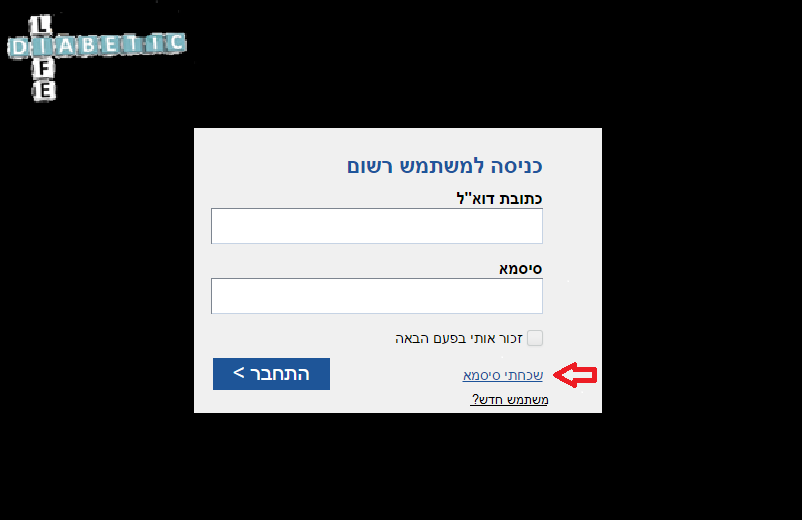 DIABETIC
LIFE
כניסה למשתמש רשום
כתובת דוא"ל
סיסמא
זכור אותי בפעם הבאה
שכחתי סיסמא
התחבר >
משתמש חדש?